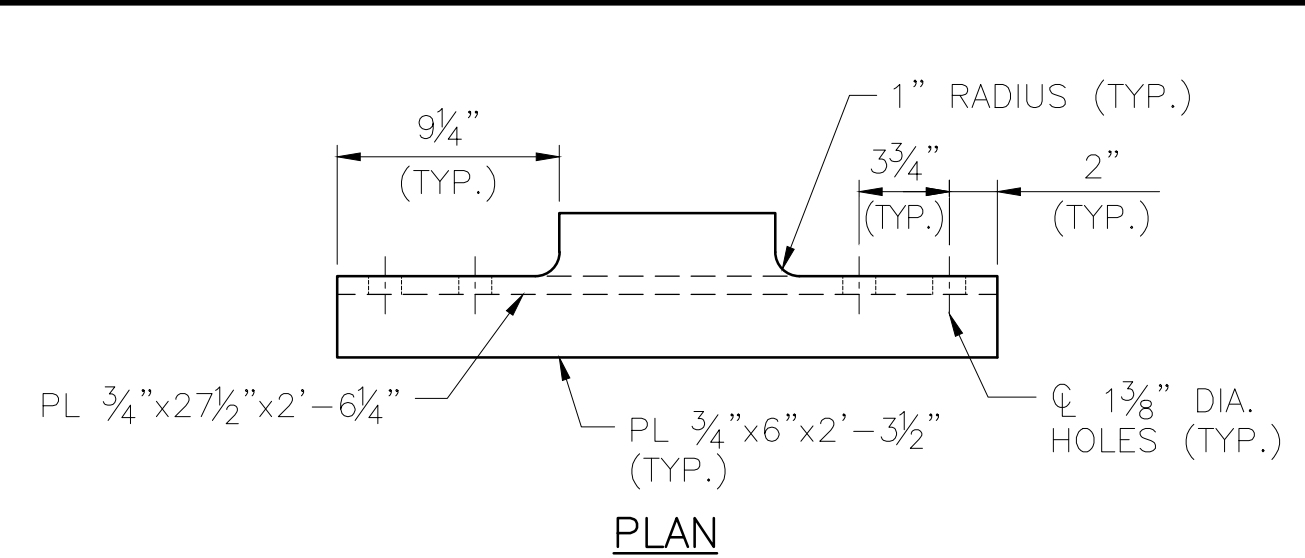 1” RADIUS (TYP.)
9¼”
(TYP.)
3¾”
(TYP.)
2”
(TYP.)
PL ¾”x27½”x2’-6¼”
PL ¾”x6”x2’-3½”
(TYP.)
℄ 1⅜” DIA.
HOLES (TYP.)
PLAN